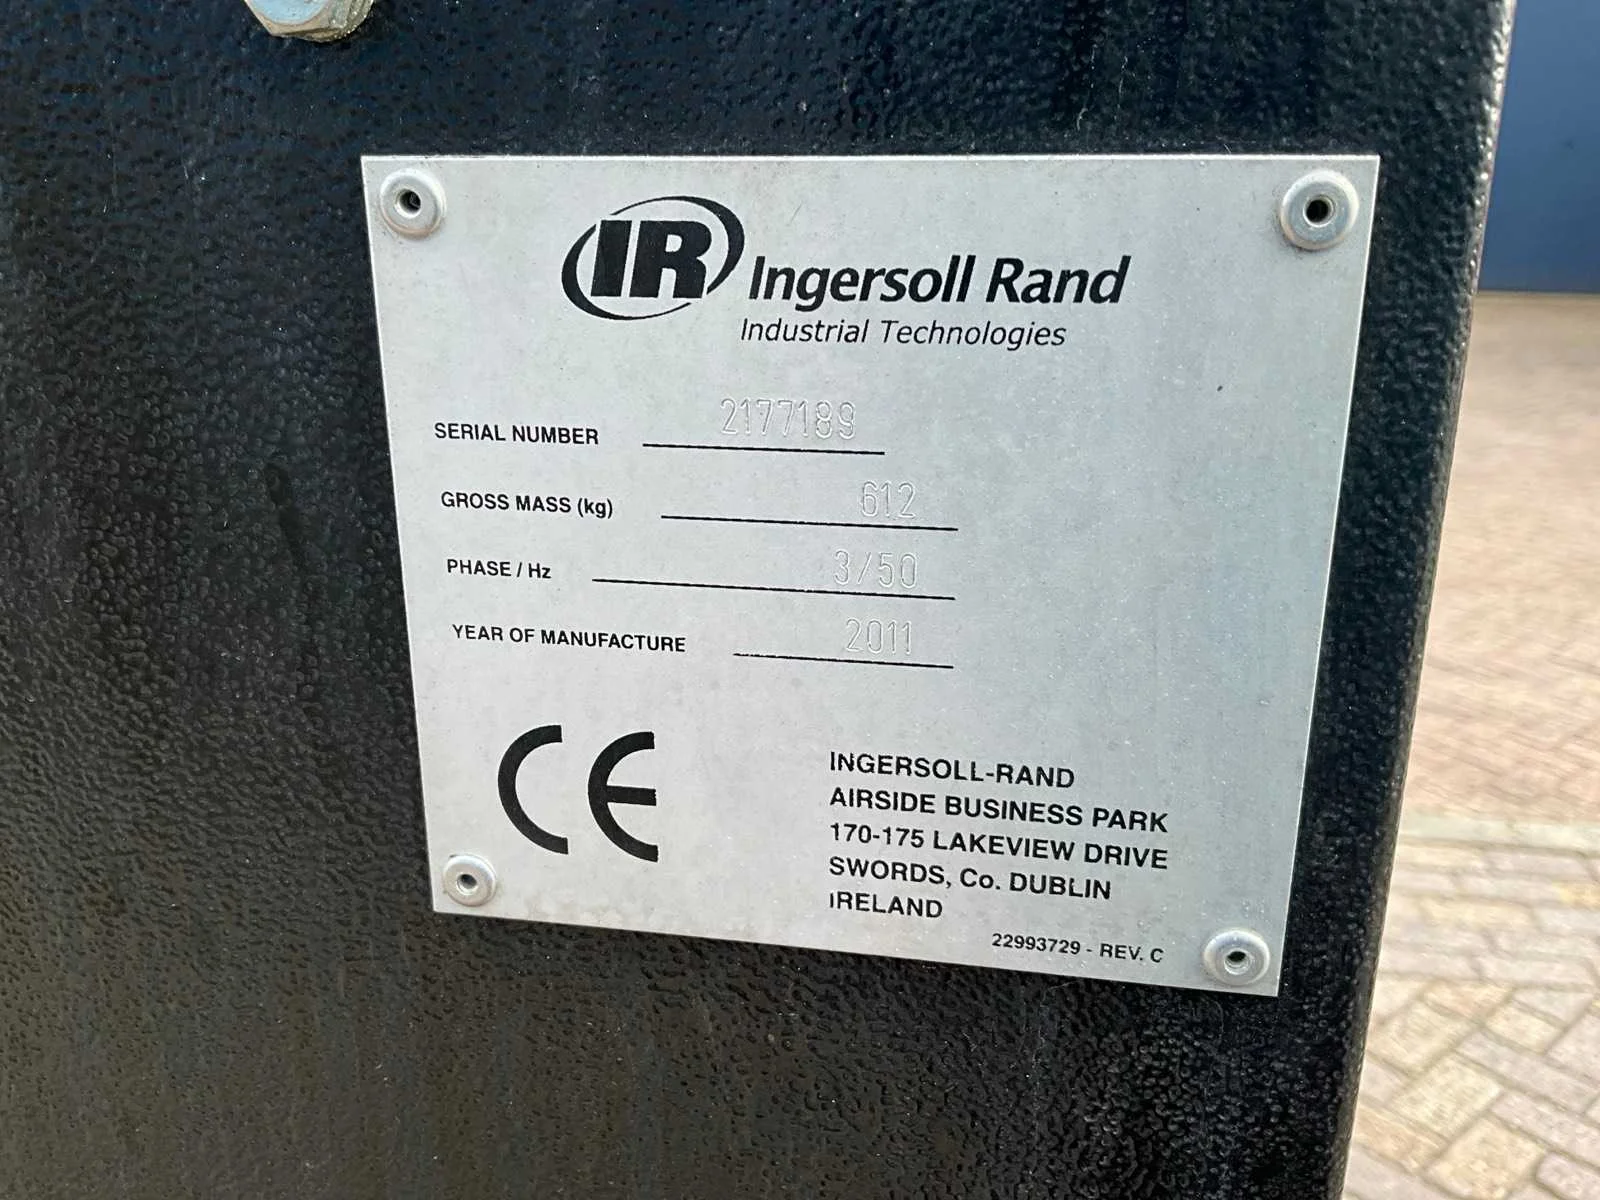 IR Ingersoll Rand
Industrial Technologies
SERIAL NUMBER 2177189
GROSS MASS (kg) 612
PHASE / Hz 3/50
YEAR OF MANUFACTURE 2011
CE
INGERSOLL-RAND
AIRSIDE BUSINESS PARK
170-175 LAKEVIEW DRIVE
SWORDS, Co. DUBLIN
IRELAND
22993729 - REV. C